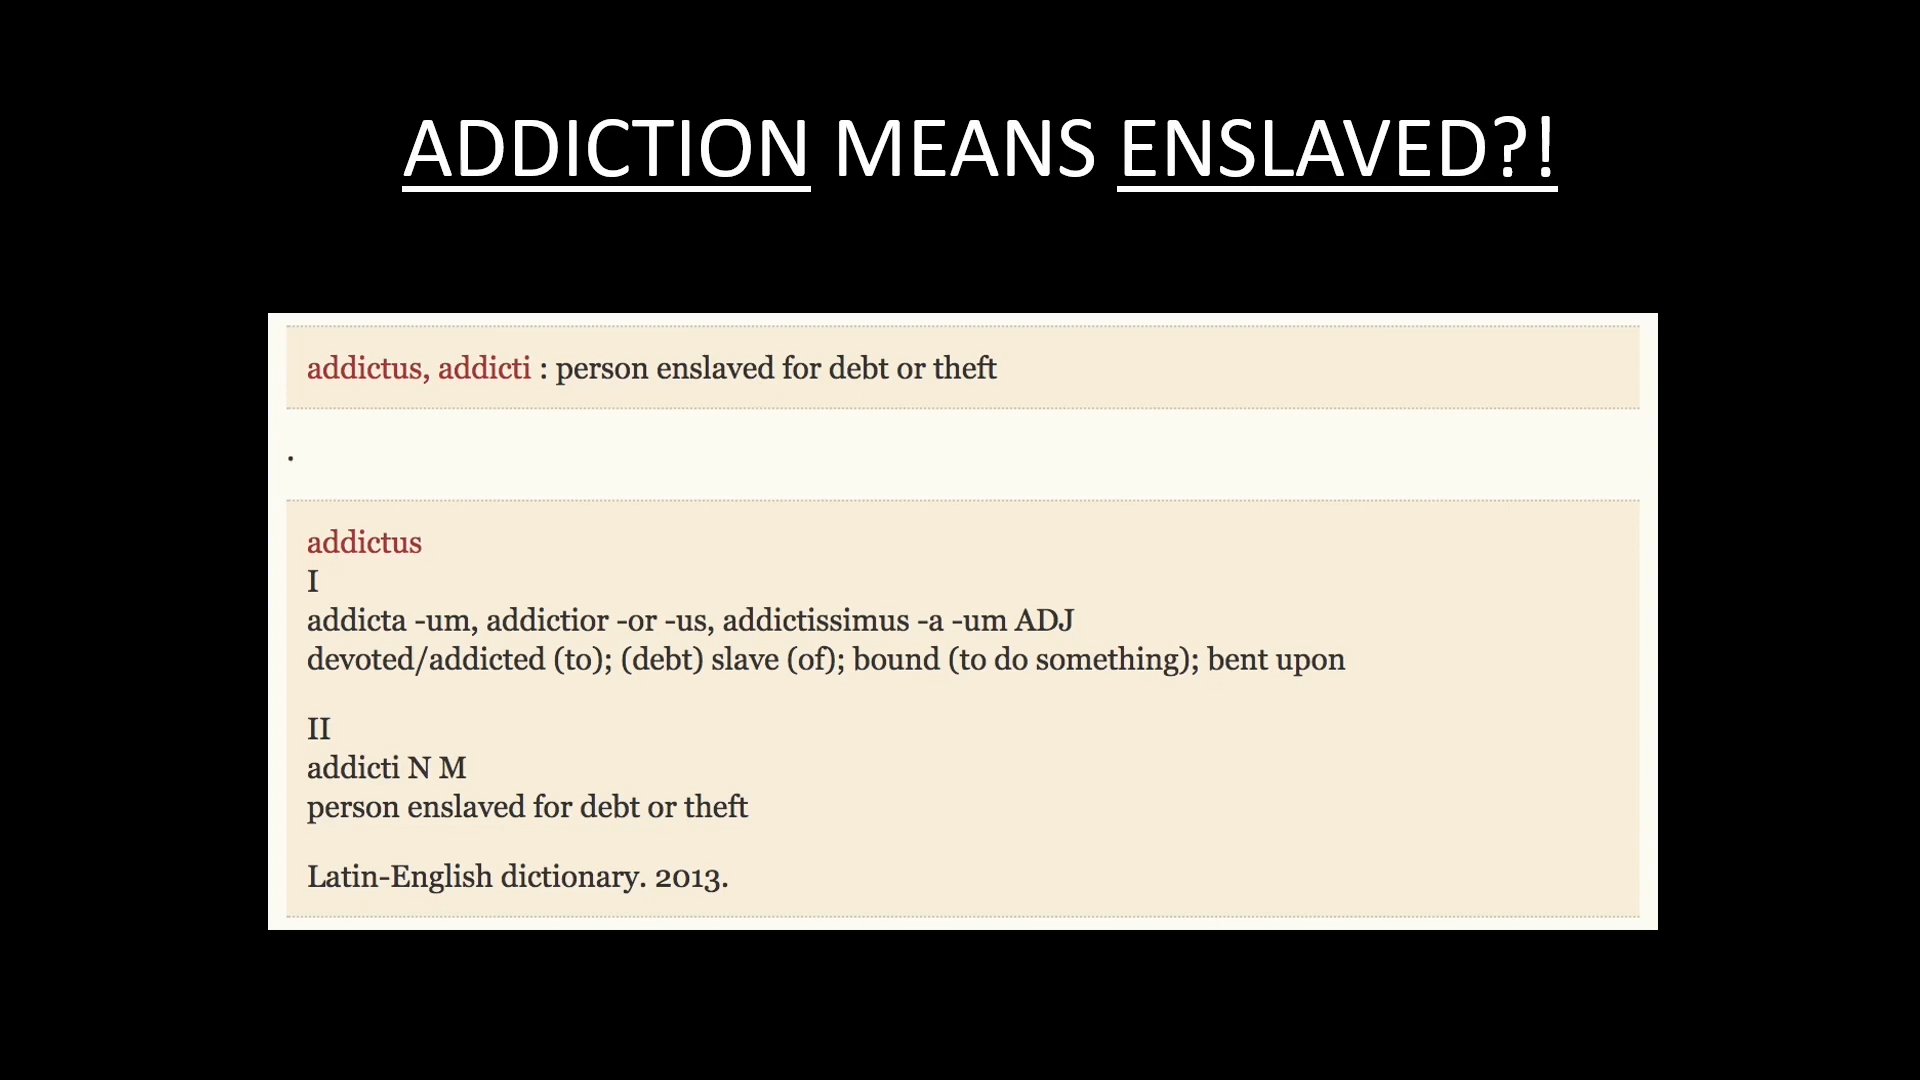 ADDICTION MEANS ENSLAVED?!
addictus, addicti : person enslaved for debt or theft
.
addictus
I
addicta -um, addictior -or -us, addictissimus -a -um ADJ
devoted/addicted (to); (debt) slave (of); bound (to do something); bent upon
II
addicti N M
person enslaved for debt or theft
Latin-English dictionary. 2013.